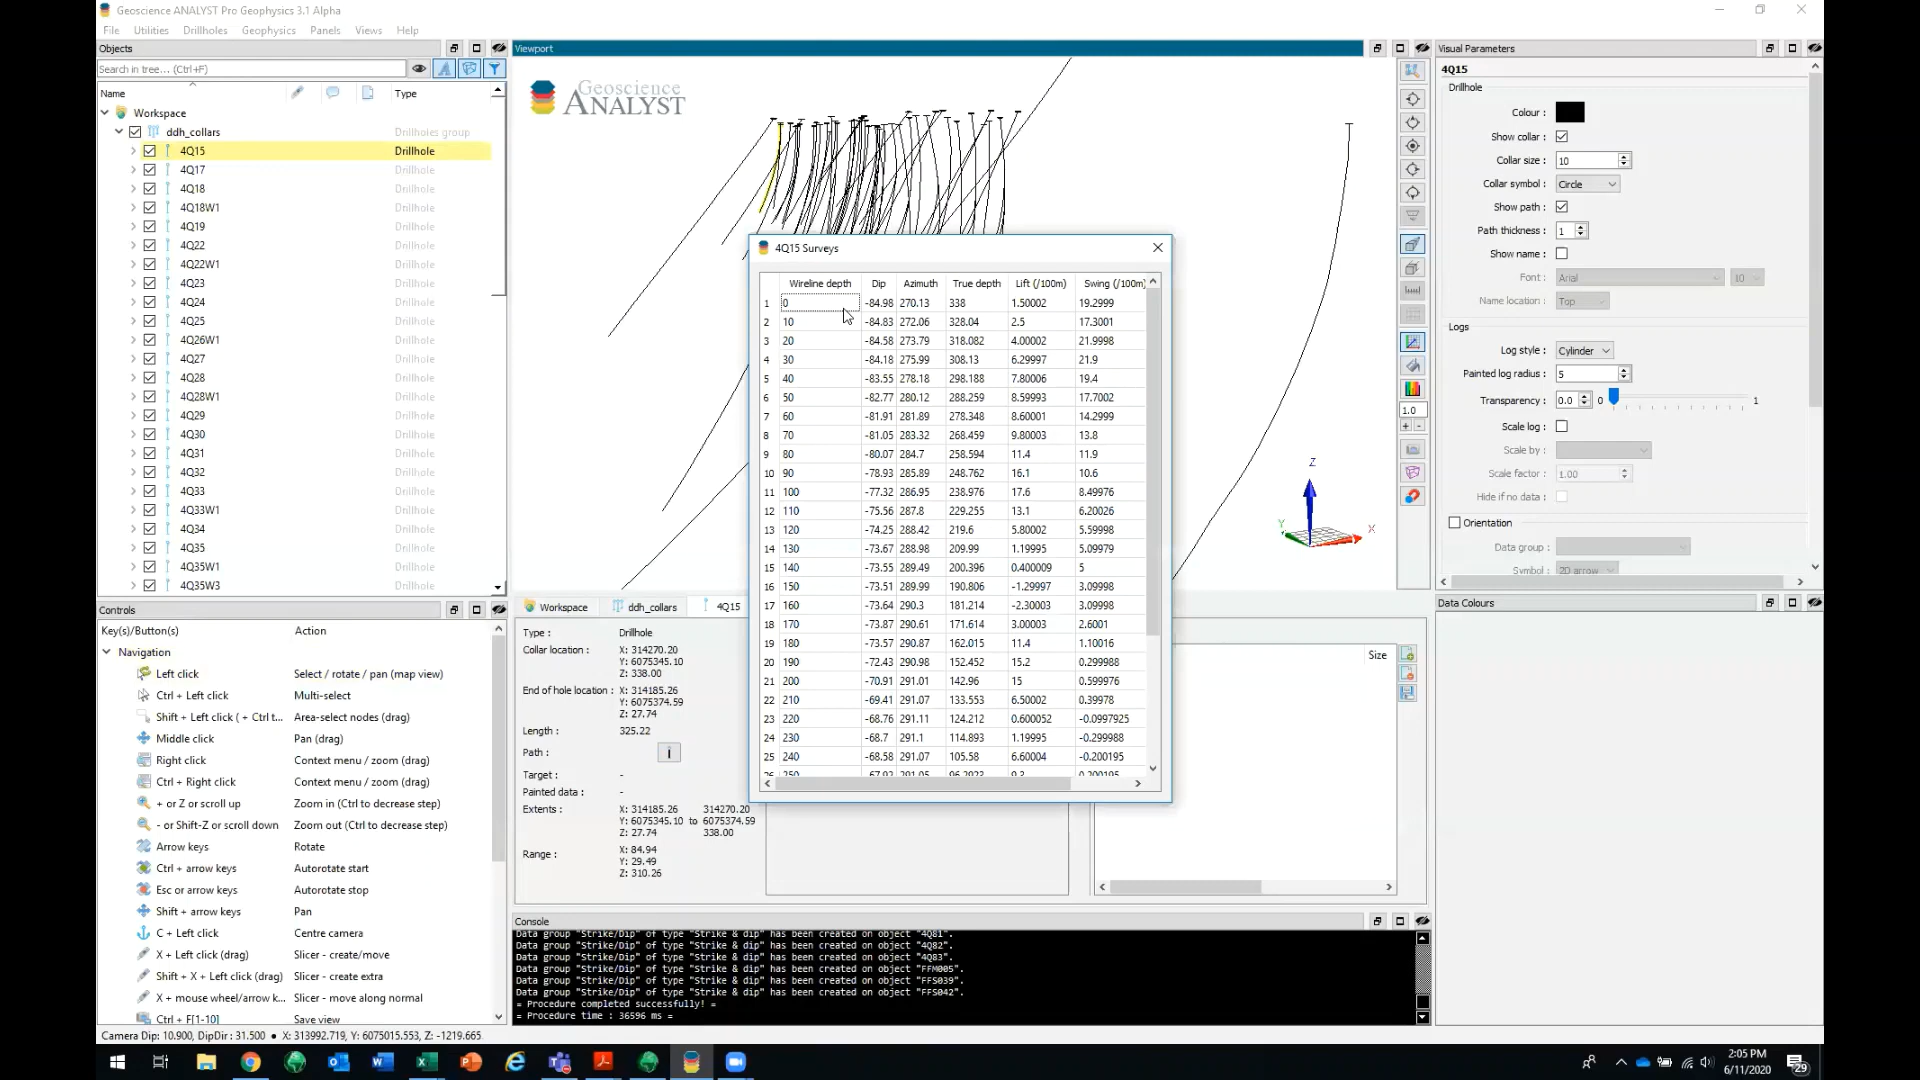 Geoscience ANALYST Pro Geophysics 3.1 Alpha
File Utilities Drillholes Geophysics Panels Views Help
Objects
Search in tree... (Ctrl+F)
Name Type
Workspace
ddh_collars Drillholes group
4Q15 Drillhole
4Q17 Drillhole
4Q18 Drillhole
4Q18W1 Drillhole
4Q19 Drillhole
4Q22 Drillhole
4Q22W1 Drillhole
4Q23 Drillhole
4Q24 Drillhole
4Q25 Drillhole
4Q26W1 Drillhole
4Q27 Drillhole
4Q28 Drillhole
4Q28W1 Drillhole
4Q29 Drillhole
4Q30 Drillhole
4Q31 Drillhole
4Q32 Drillhole
4Q33 Drillhole
4Q33W1 Drillhole
4Q34 Drillhole
4Q35 Drillhole
4Q35W1 Drillhole
4Q35W3 Drillhole
Controls
Key(s)/Button(s) Action
Navigation
Left click Select / rotate / pan (map view)
Ctrl + Left click Multi-select
Shift + Left click ( + Ctrl t... Area-select nodes (drag)
Middle click Pan (drag)
Right click Context menu / zoom (drag)
Ctrl + Right click Context menu / zoom (drag)
+ or Z or scroll up Zoom in (Ctrl to decrease step)
- or Shift-Z or scroll down Zoom out (Ctrl to decrease step)
Arrow keys Rotate
Ctrl + arrow keys Autorotate start
Esc or arrow keys Autorotate stop
Shift + arrow keys Pan
C + Left click Centre camera
X + Left click (drag) Slicer - create/move
Shift + X + Left click (drag) Slicer - create extra
X + mouse wheel/arrow k... Slicer - move along normal
Ctrl + F[1-10] Save view
Camera Dip: 10.900, DipDir: 31.500 • X: 313992.719, Y: 6075015.553, Z: -1219.665
Viewport
Geoscience
ANALYST
Z
Y
X
1.0
+ -
4Q15 Surveys
Wireline depth Dip Azimuth True depth Lift (/100m) Swing (/100m)
1 0 -84.98 270.13 338 1.50002 19.2999
2 10 -84.83 272.06 328.04 2.5 17.3001
3 20 -84.58 273.79 318.082 4.00002 21.9998
4 30 -84.18 275.99 308.13 6.29997 21.9
5 40 -83.55 278.18 298.188 7.80006 19.4
6 50 -82.77 280.12 288.259 8.59993 17.7002
7 60 -81.91 281.89 278.348 8.60001 14.2999
8 70 -81.05 283.32 268.459 9.80003 13.8
9 80 -80.07 284.7 258.594 11.4 11.9
10 90 -78.93 285.89 248.762 16.1 10.6
11 100 -77.32 286.95 238.976 17.6 8.49976
12 110 -75.56 287.8 229.255 13.1 6.20026
13 120 -74.25 288.42 219.6 5.80002 5.59998
14 130 -73.67 288.98 209.99 1.19995 5.09979
15 140 -73.55 289.49 200.396 0.400009 5
16 150 -73.51 289.99 190.806 -1.29997 3.09998
17 160 -73.64 290.3 181.214 -2.30003 3.09998
18 170 -73.87 290.61 171.614 3.00003 2.6001
19 180 -73.57 290.87 162.015 11.4 1.10016
20 190 -72.43 290.98 152.452 15.2 0.299988
21 200 -70.91 291.01 142.96 15 0.599976
22 210 -69.41 291.07 133.553 6.50002 0.39978
23 220 -68.76 291.11 124.212 0.600052 -0.0997925
24 230 -68.7 291.1 114.893 1.19995 -0.299988
25 240 -68.58 291.07 105.58 6.60004 -0.200195
Workspace ddh_collars 4Q15
Type : Drillhole
Collar location : X: 314270.20
Y: 6075345.10
Z: 338.00
End of hole location : X: 314185.26
Y: 6075374.59
Z: 27.74
Length : 325.22
Path : i
Target : -
Painted data : -
Extents : X: 314185.26 314270.20
Y: 6075345.10 to 6075374.59
Z: 27.74 338.00
Range : X: 84.94
Y: 29.49
Z: 310.26
Size
Console
Data group "Strike/Dip" of type "Strike & dip" has been created on object "4Q81".
Data group "Strike/Dip" of type "Strike & dip" has been created on object "4Q82".
Data group "Strike/Dip" of type "Strike & dip" has been created on object "4Q83".
Data group "Strike/Dip" of type "Strike & dip" has been created on object "FFM005".
Data group "Strike/Dip" of type "Strike & dip" has been created on object "FFS039".
Data group "Strike/Dip" of type "Strike & dip" has been created on object "FFS042".
= Procedure completed successfully! =
= Procedure time : 36596 ms =
Visual Parameters
4Q15
Drillhole
Colour :
Show collar :
Collar size : 10
Collar symbol : Circle
Show path :
Path thickness : 1
Show name :
Font : Arial 10
Name location : Top
Logs
Log style : Cylinder
Painted log radius : 5
Transparency : 0.0 0 1
Scale log :
Scale by :
Scale factor : 1.00
Hide if no data :
Orientation
Data group :
Symbol : 2D arrow
Data Colours
2:05 PM
6/11/2020
29